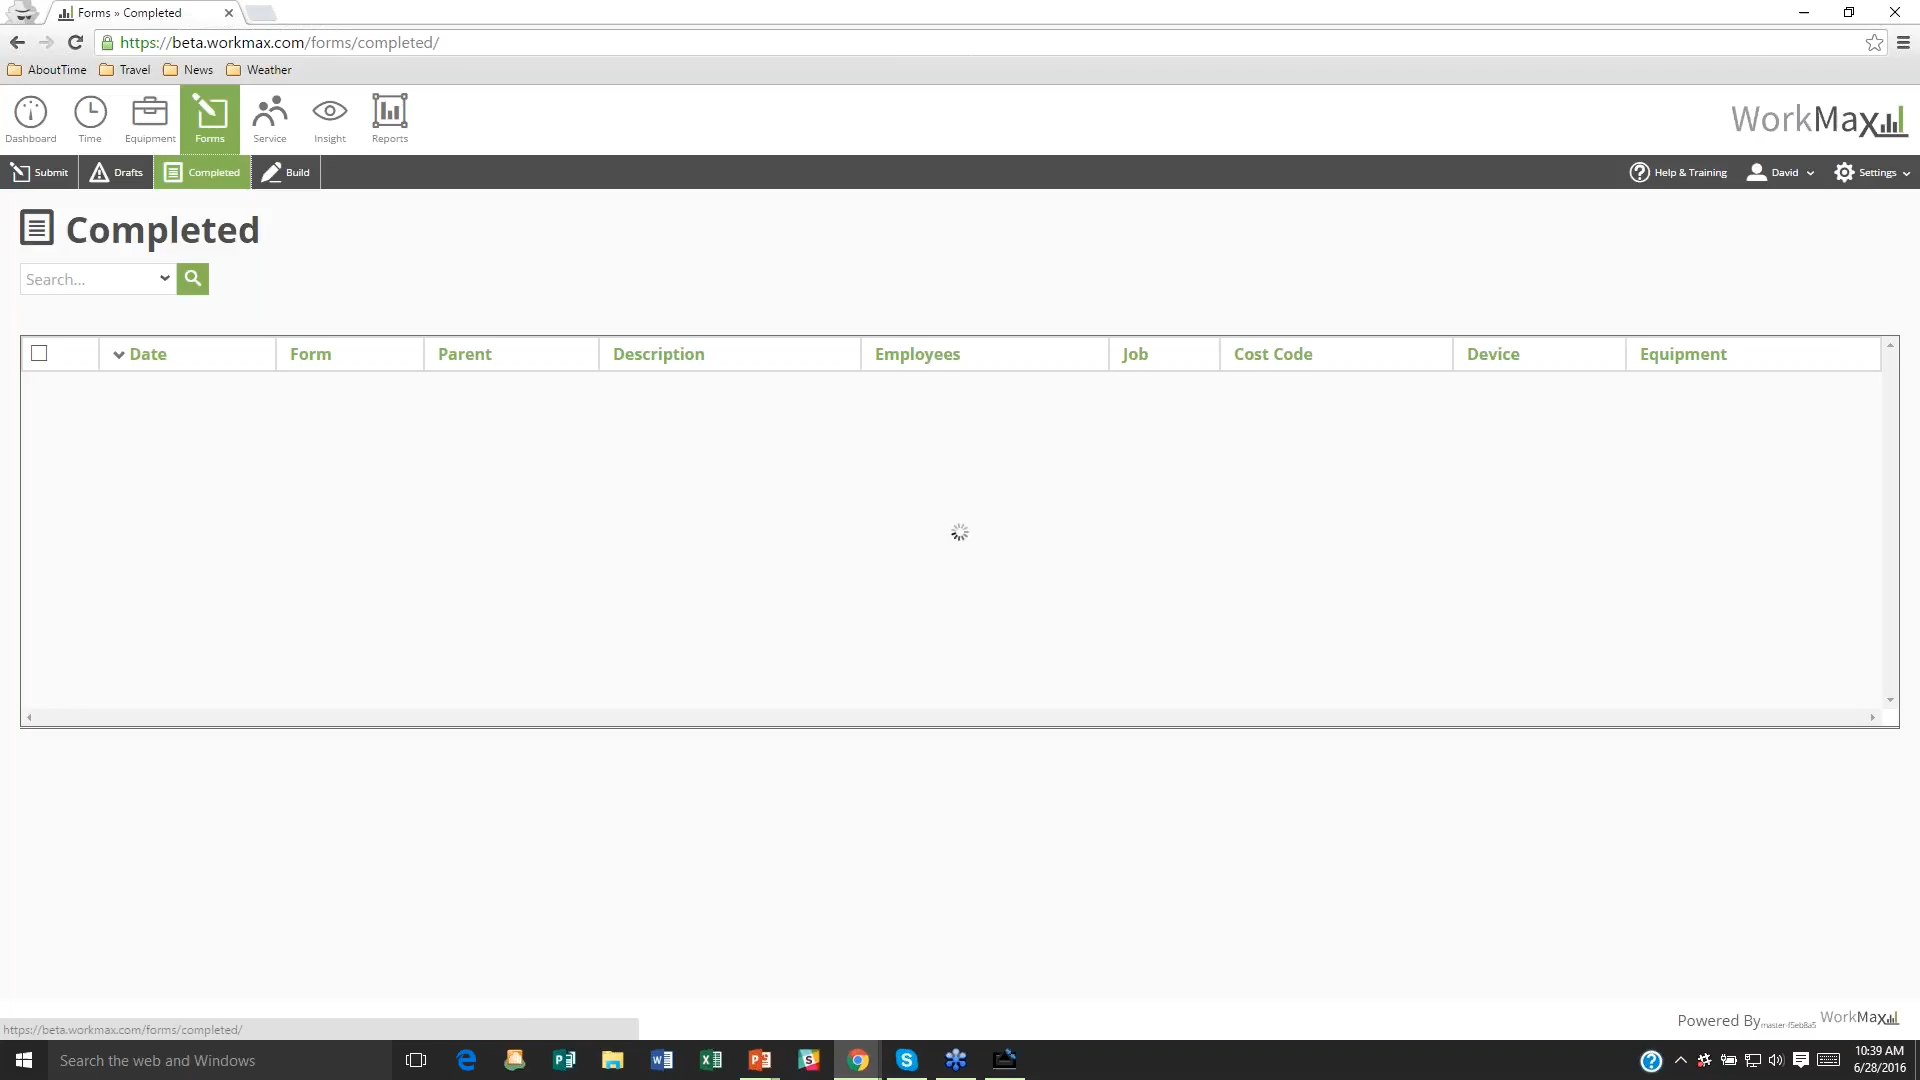 Forms » Completed
https://beta.workmax.com/forms/completed/
AboutTime Travel News Weather
Dashboard Time Equipment Forms Service Insight Reports
WorkMax
Submit Drafts Completed Build Help & Training David Settings
Completed
Search...
Date Form Parent Description Employees Job Cost Code Device Equipment
Powered By master-f5eb8a5 WorkMax
https://beta.workmax.com/forms/completed/
Search the web and Windows
10:39 AM
6/28/2016